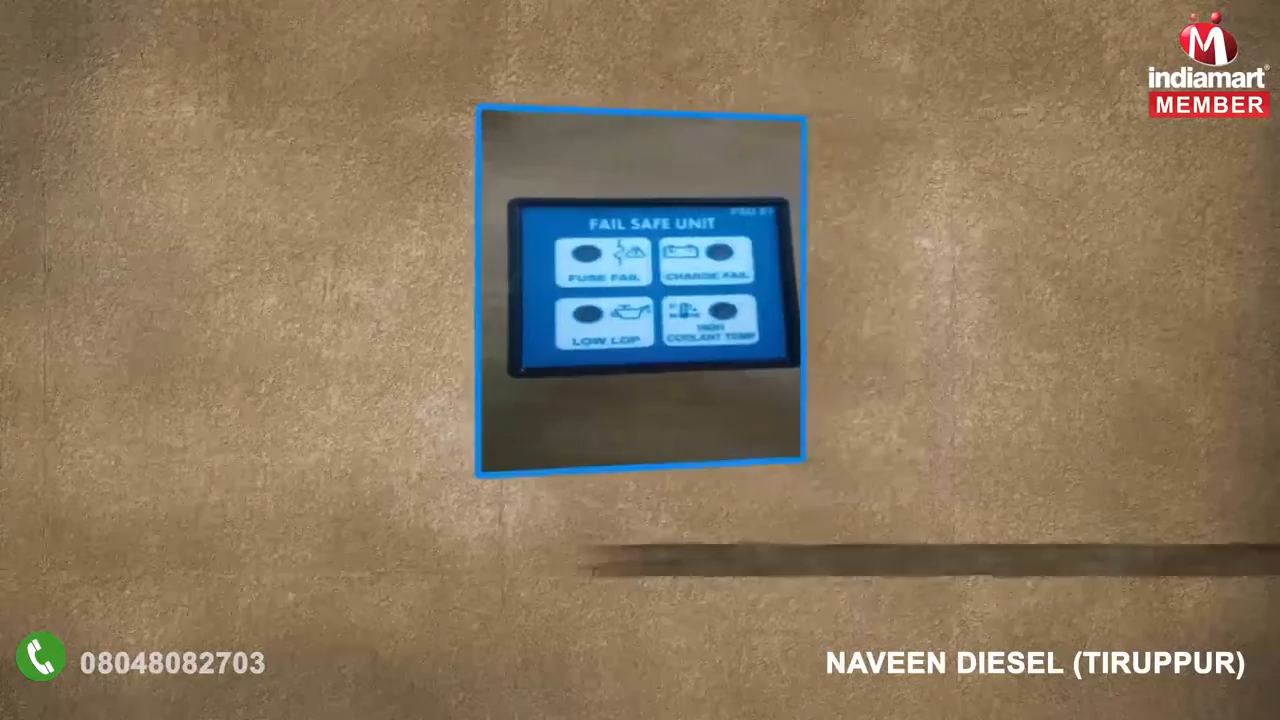 indiamart
MEMBER
FAIL SAFE UNIT
FUSE FAIL
CHARGE FAIL
LOW LOP
HIGH
COOLANT TEMP
08048082703
NAVEEN DIESEL (TIRUPPUR)